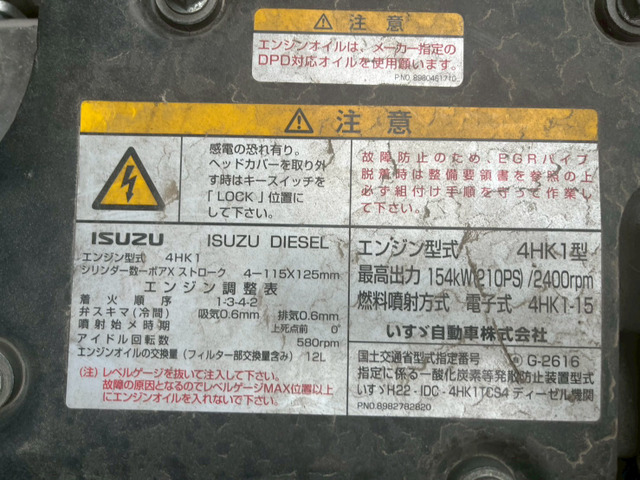 ⚠ 注意
エンジンオイルは、メーカー指定の
DPD対応オイルを使用願います。
P.NO. 8980451710
⚠ 注意
感電の恐れ有り。
ヘッドカバーを取り外
す時はキースイッチを
「LOCK」位置に
して下さい。
故障防止のため、EGRパイプ
脱着時は整備要領書を参照の上
必ず組付け手順を守って作業し
て下さい。
ISUZU ISUZU DIESEL
エンジン型式 4HK1
シリンダ数ーボアXストローク 4ー115X125mm
エンジン調整表
着火順序 1-3-4-2
弁スキマ(冷間) 吸気0.6mm 排気0.6mm
噴射始メ時期 上死点前 0°
アイドル回転数 580rpm
エンジンオイルの交換量(フィルター部交換量含み) 12L
(注)レベルゲージを抜いて注入して下さい。
故障の原因となるのでレベルゲージMAX位置以上
にエンジンオイルを入れないで下さい。
エンジン型式 4HK1型
最高出力 154kW(210PS)/2400rpm
燃料噴射方式 電子式 4HK1-15
いすゞ自動車株式会社
国土交通省型式指定番号 G-2616
指定に係る一酸化炭素等発散防止装置型式
いすゞH22-IDC-4HK1TCS4ディーゼル機関
P.NO.8982782820